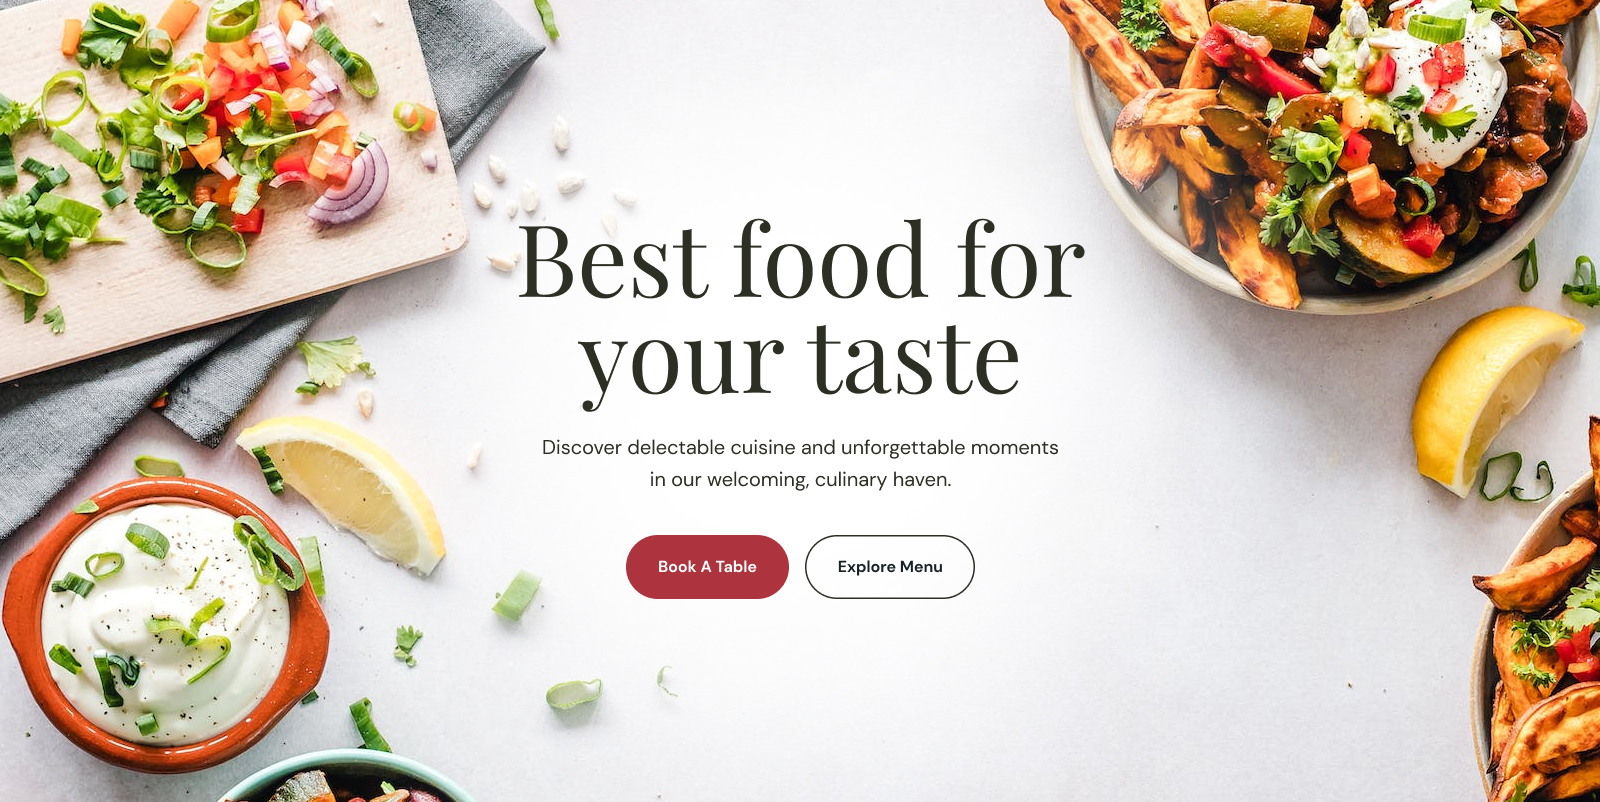 Best food for
your taste
Discover delectable cuisine and unforgettable moments
in our welcoming, culinary haven.
Book A Table
Explore Menu